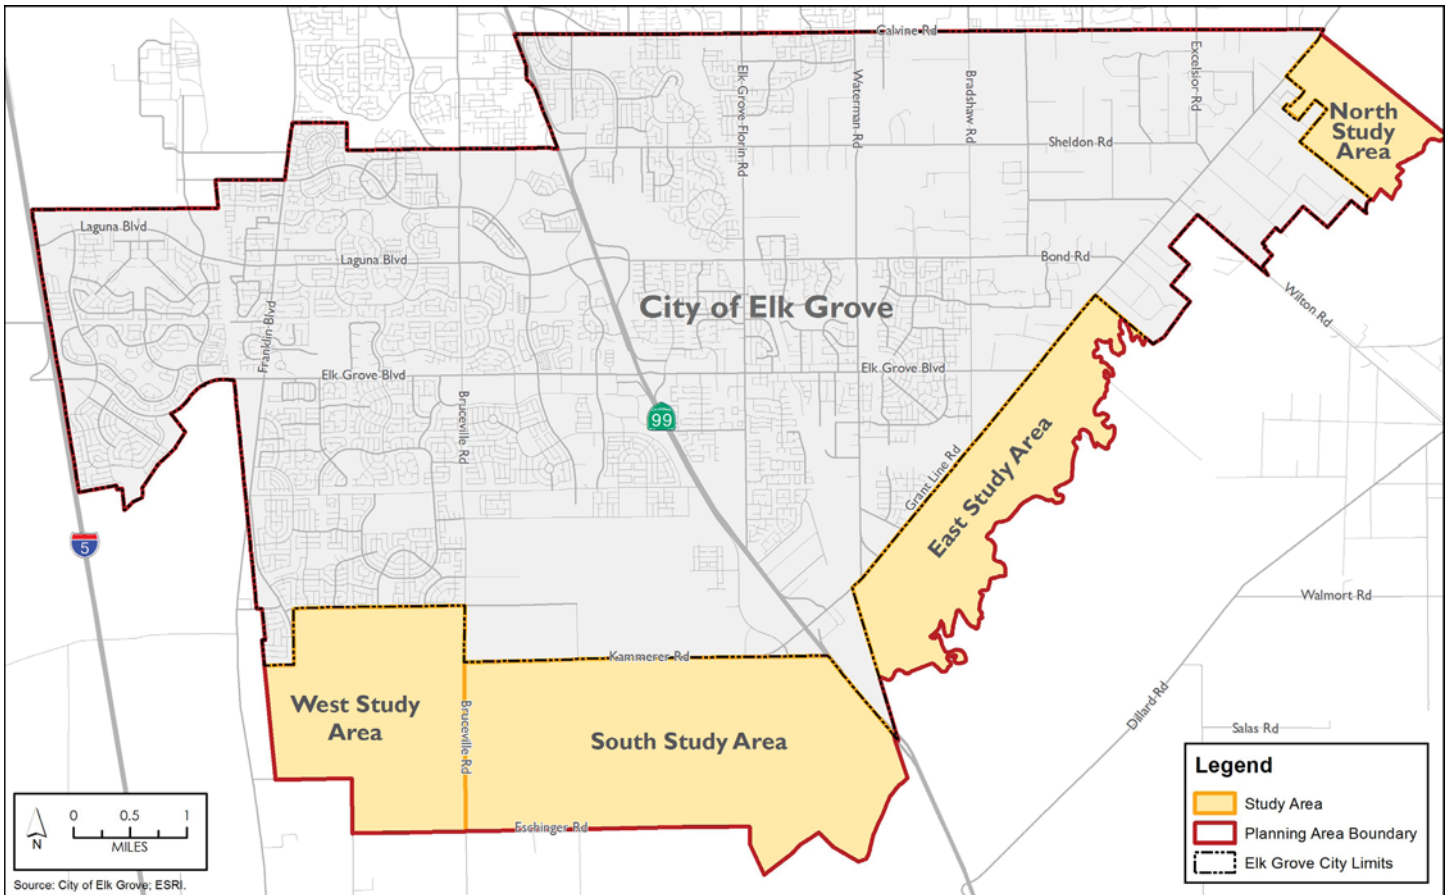 Calvine Rd
Elk-Grove-Florin Rd
Waterman Rd
Bradshaw Rd
Excelsior Rd
North
Study
Area
Sheldon Rd
Laguna Blvd
Laguna Blvd
Bond Rd
Wilton Rd
Franklin Blvd
City of Elk Grove
Elk Grove Blvd
Elk Grove Blvd
Bruceville Rd
99
Grant Line Rd
East Study Area
5
Walmort Rd
Kammerer Rd
West Study
Area
Bruceville Rd
South Study Area
Dillard Rd
Salas Rd
Eschinger Rd
Legend
Study Area
Planning Area Boundary
Elk Grove City Limits
N
0 0.5 1
MILES
Source: City of Elk Grove; ESRI.